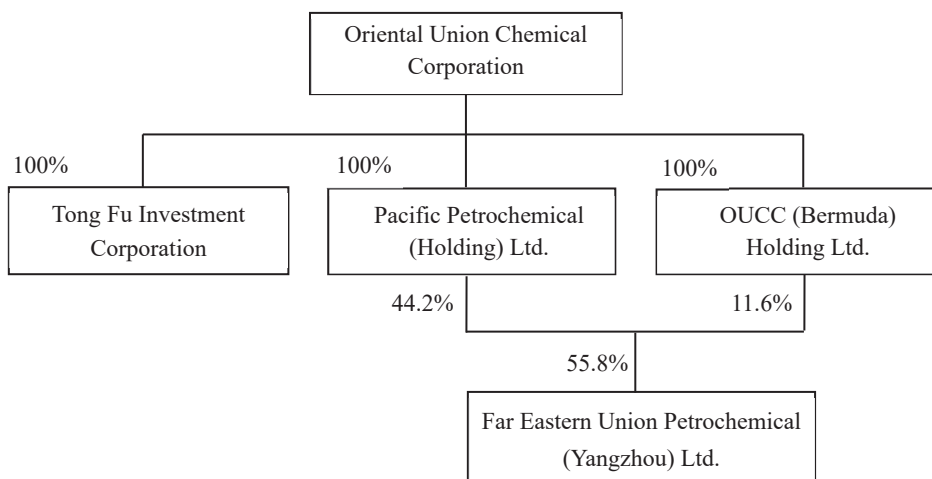 Oriental Union Chemical
Corporation
100%
100%
100%
Tong Fu Investment
Corporation
Pacific Petrochemical
(Holding) Ltd.
OUCC (Bermuda)
Holding Ltd.
44.2%
11.6%
55.8%
Far Eastern Union Petrochemical
(Yangzhou) Ltd.